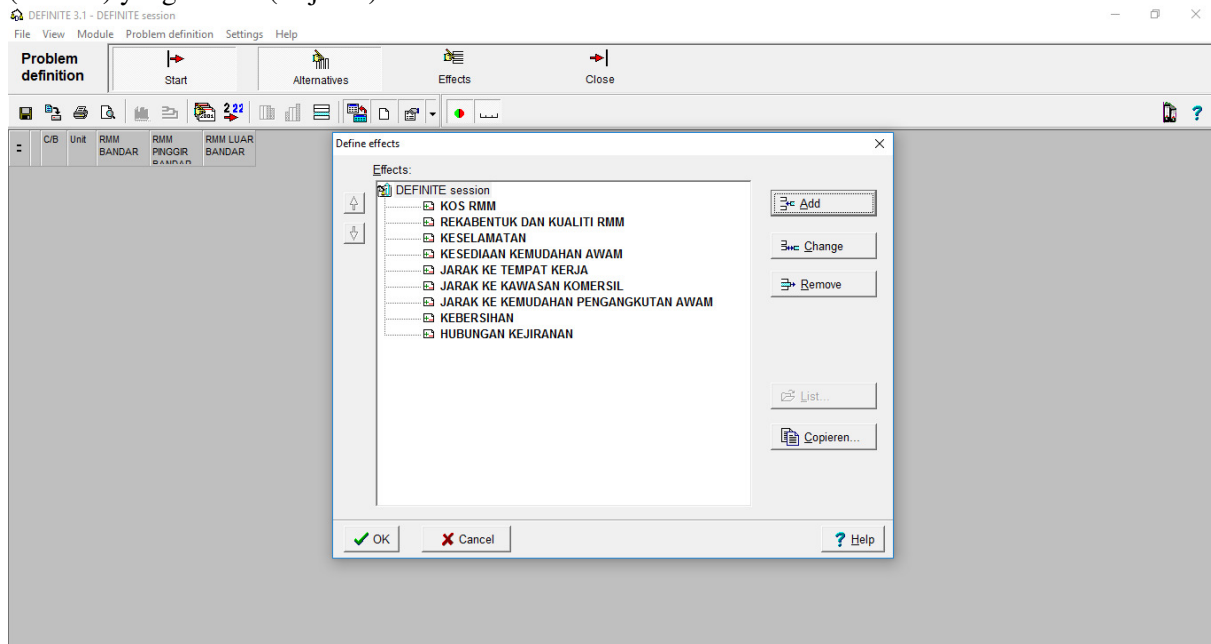 DEFINITE 3.1 - DEFINITE session
File View Module Problem definition Settings Help
Problem definition
Start
Alternatives
Effects
Close
C/B Unit RMM BANDAR RMM PINGGIR BANDAR RMM LUAR BANDAR
Define effects
Effects:
DEFINITE session
KOS RMM
REKABENTUK DAN KUALITI RMM
KESELAMATAN
KESEDIAAN KEMUDAHAN AWAM
JARAK KE TEMPAT KERJA
JARAK KE KAWASAN KOMERSIL
JARAK KE KEMUDAHAN PENGANGKUTAN AWAM
KEBERSIHAN
HUBUNGAN KEJIRANAN
Add
Change
Remove
List...
Copieren...
OK
Cancel
Help